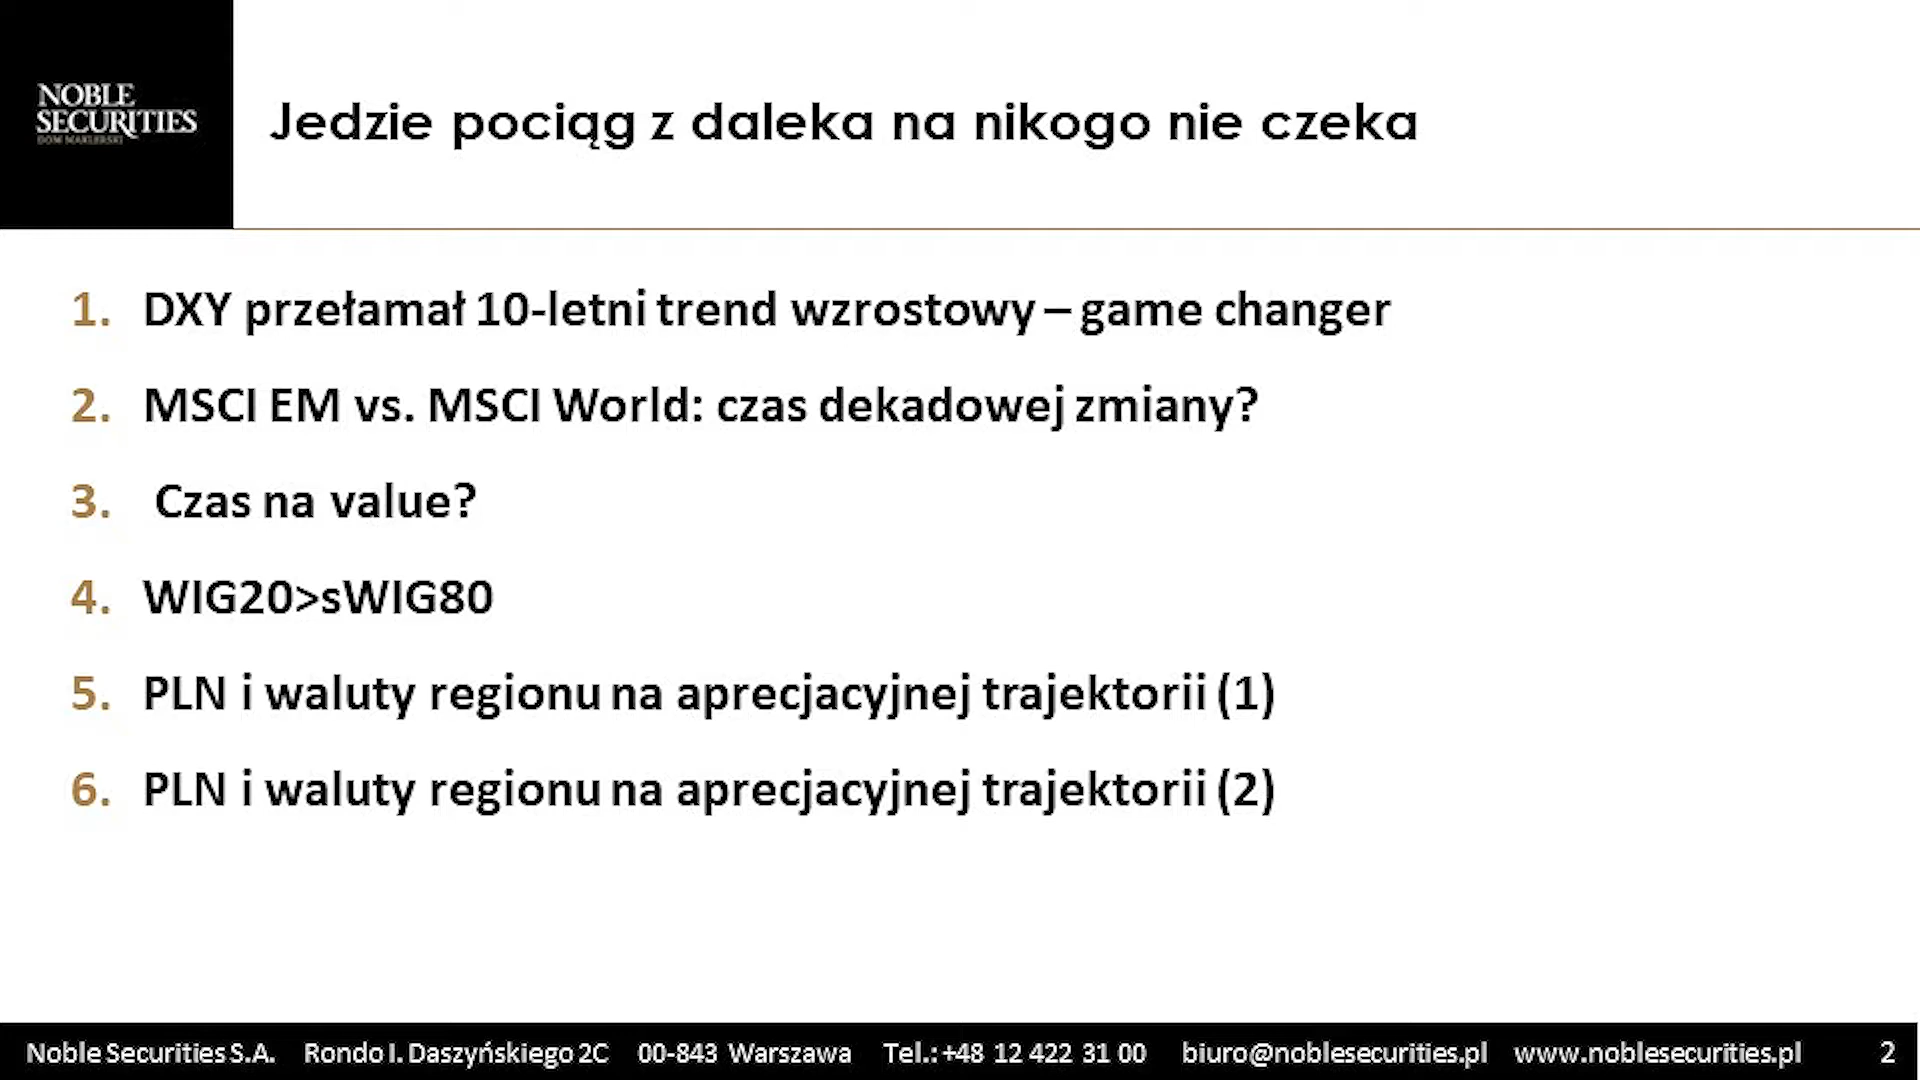 NOBLE
SECURITIES
DOM MAKLERSKI
Jedzie pociąg z daleka na nikogo nie czeka
1. DXY przełamał 10-letni trend wzrostowy – game changer
2. MSCI EM vs. MSCI World: czas dekadowej zmiany?
3. Czas na value?
4. WIG20>sWIG80
5. PLN i waluty regionu na aprecjacyjnej trajektorii (1)
6. PLN i waluty regionu na aprecjacyjnej trajektorii (2)
Noble Securities S.A. Rondo I. Daszyńskiego 2C 00-843 Warszawa Tel.: +48 12 422 31 00 biuro@noblesecurities.pl www.noblesecurities.pl 2